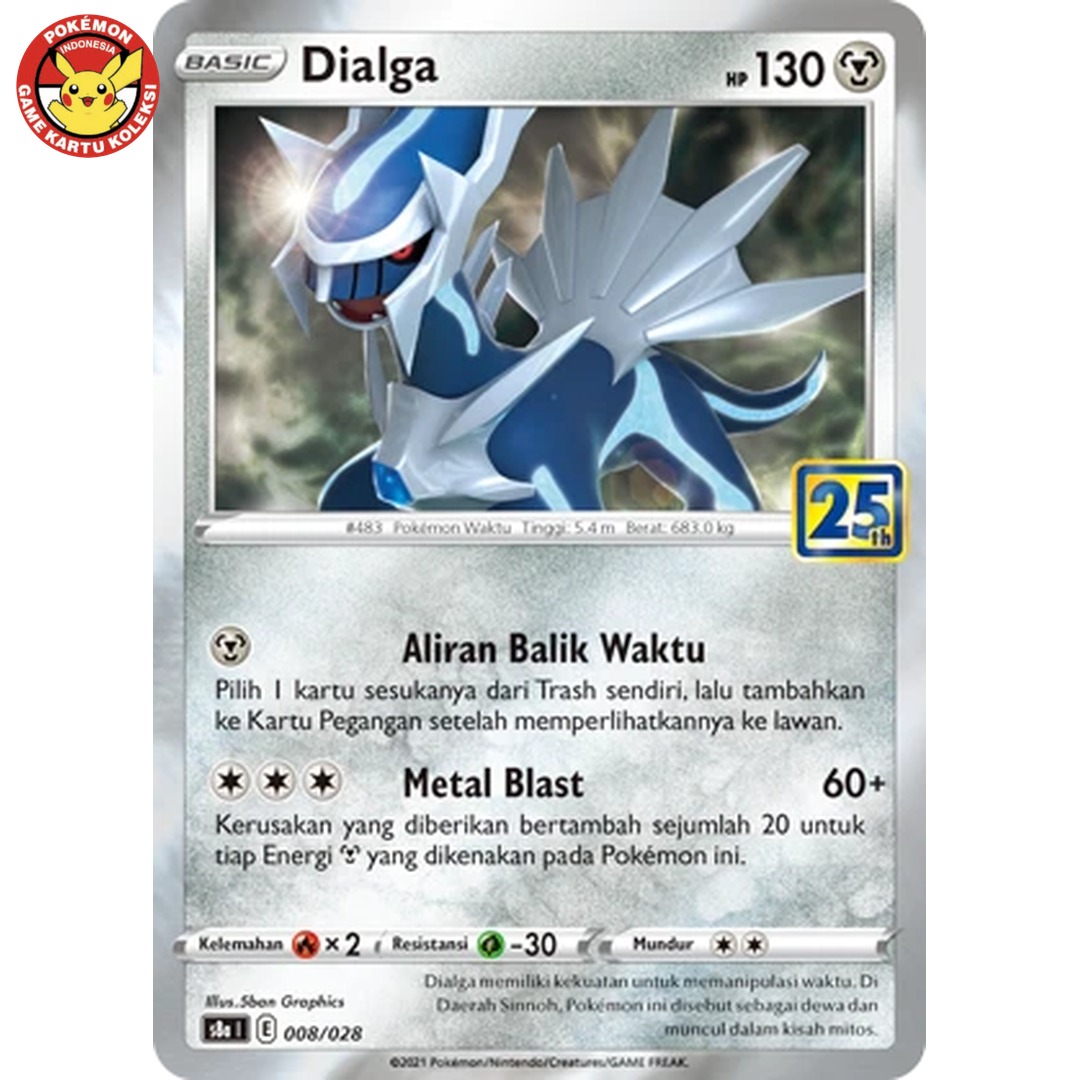 POKÉMON
INDONESIA
GAME KARTU KOLEKSI
BASIC Dialga HP 130
#483 Pokémon Waktu Tinggi: 5.4 m Berat: 683.0 kg
25th
Aliran Balik Waktu
Pilih 1 kartu sesukanya dari Trash sendiri, lalu tambahkan
ke Kartu Pegangan setelah memperlihatkannya ke lawan.
Metal Blast 60+
Kerusakan yang diberikan bertambah sejumlah 20 untuk
tiap Energi yang dikenakan pada Pokémon ini.
Kelemahan ×2 Resistansi -30 Mundur
Dialga memiliki kekuatan untuk memanipulasi waktu. Di
Daerah Sinnoh, Pokémon ini disebut sebagai dewa dan
muncul dalam kisah mitos.
Illus. 5ban Graphics
s8a I E 008/028
©2021 Pokémon/Nintendo/Creatures/GAME FREAK.